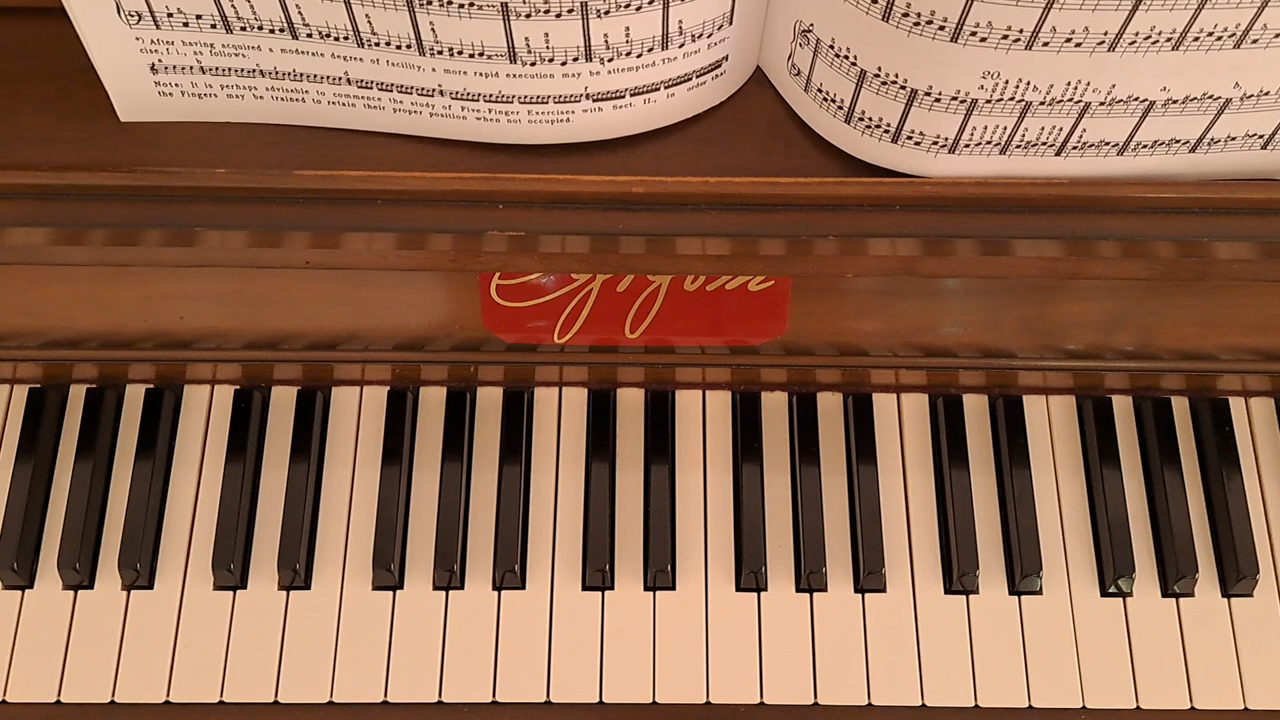 *) After having acquired a moderate degree of facility, a more rapid execution may be attempted. The first Exer-
cise, f. i., as follows:
a b c d
Note: It is perhaps advisable to commence the study of Five-Finger Exercises with Sect. II., in order that
the Fingers may be trained to retain their proper position when not occupied.
20.
a, b, c, a, b,